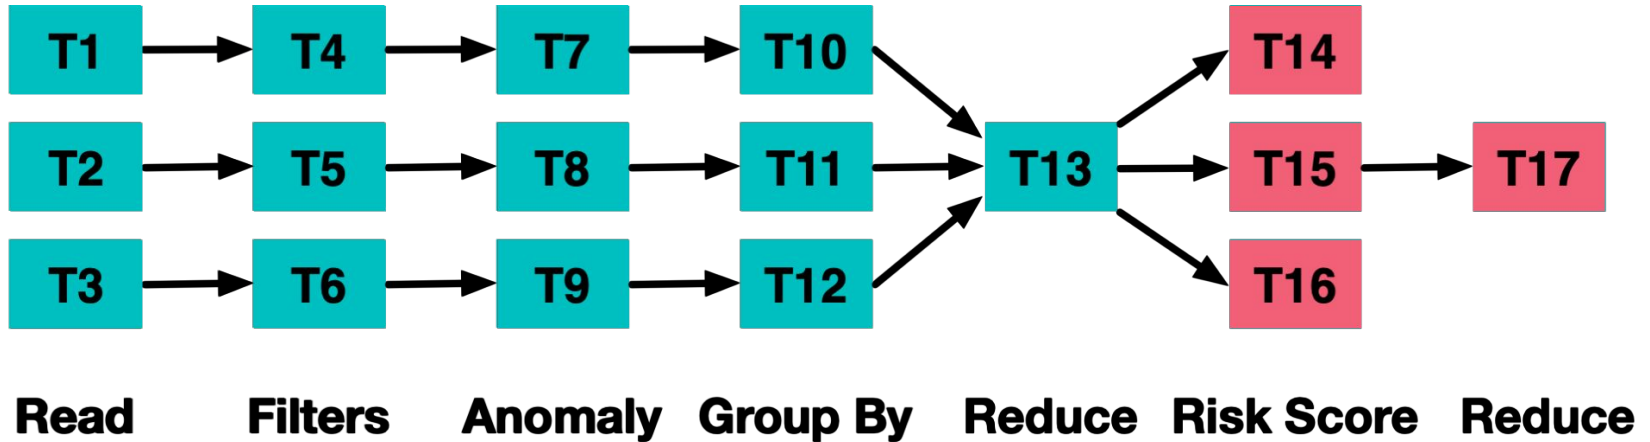 T1 T4 T7 T10 T14
T2 T5 T8 T11 T13 T15 T17
T3 T6 T9 T12 T16
Read Filters Anomaly Group By Reduce Risk Score Reduce